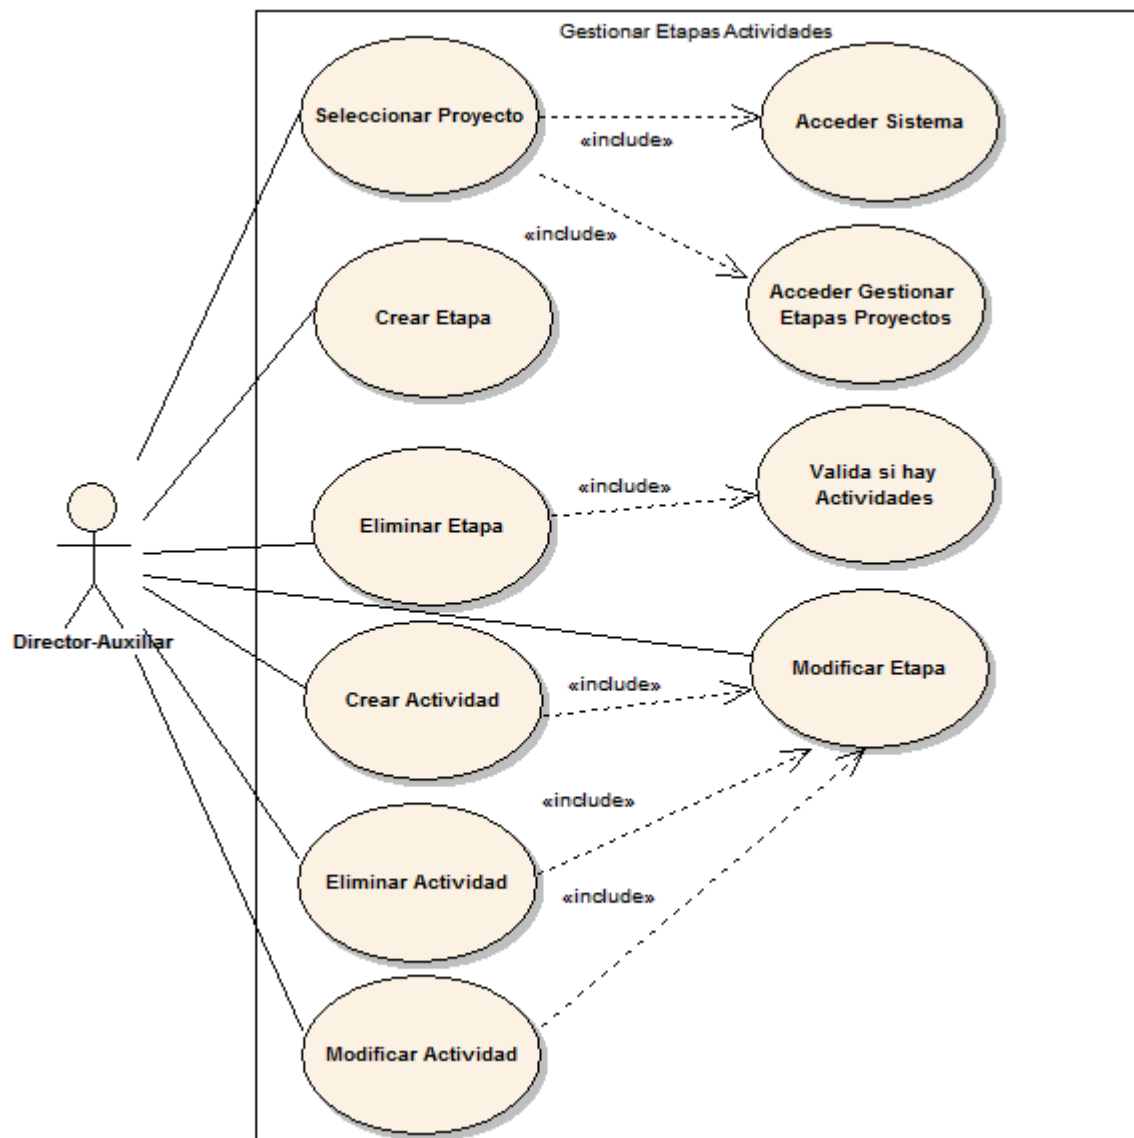 Gestionar Etapas Actividades
Seleccionar Proyecto
«include»
Acceder Sistema
«include»
Acceder Gestionar
Etapas Proyectos
Crear Etapa
Eliminar Etapa
«include»
Valida si hay
Actividades
Director-Auxiliar
Crear Actividad
«include»
Modificar Etapa
Eliminar Actividad
«include»
«include»
Modificar Actividad